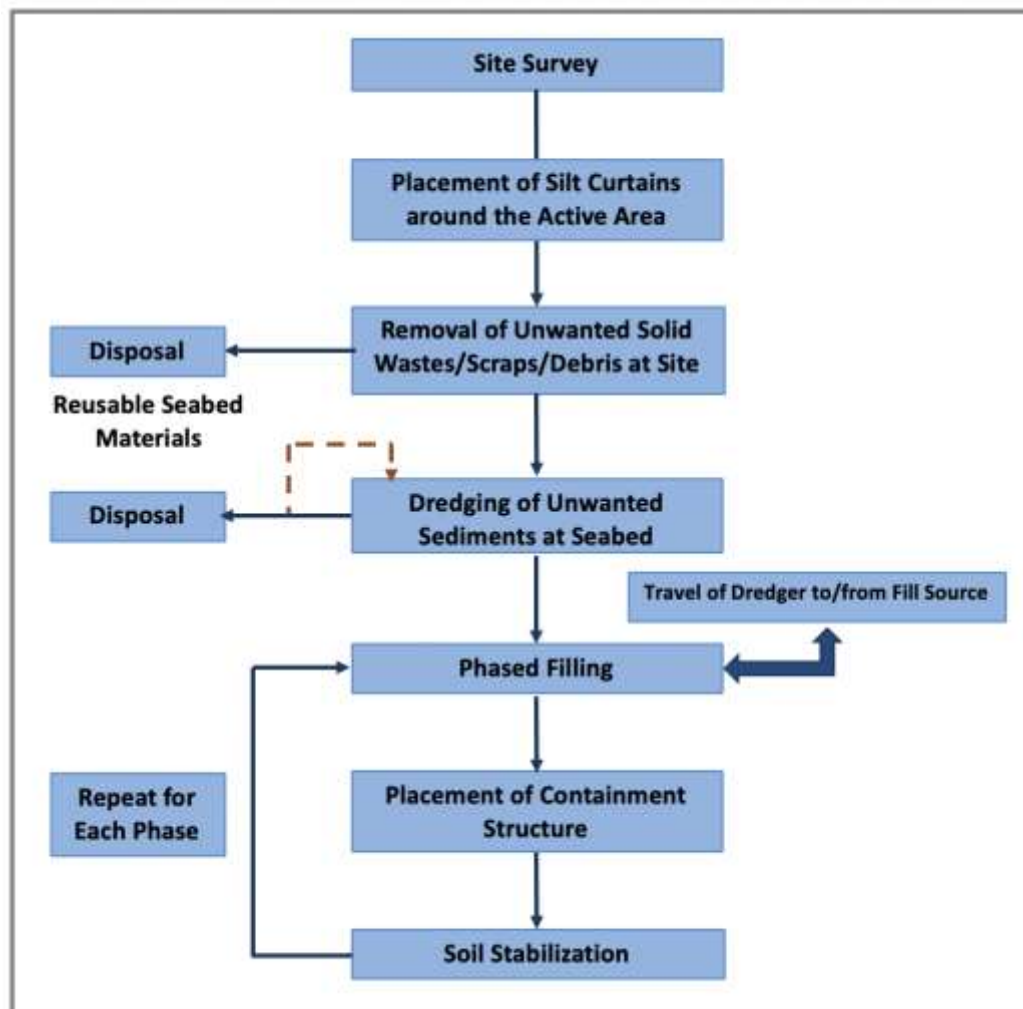 Site Survey
Placement of Silt Curtains
around the Active Area
Removal of Unwanted Solid
Wastes/Scraps/Debris at Site
Disposal
Reusable Seabed
Materials
Dredging of Unwanted
Sediments at Seabed
Disposal
Travel of Dredger to/from Fill Source
Phased Filling
Repeat for
Each Phase
Placement of Containment
Structure
Soil Stabilization